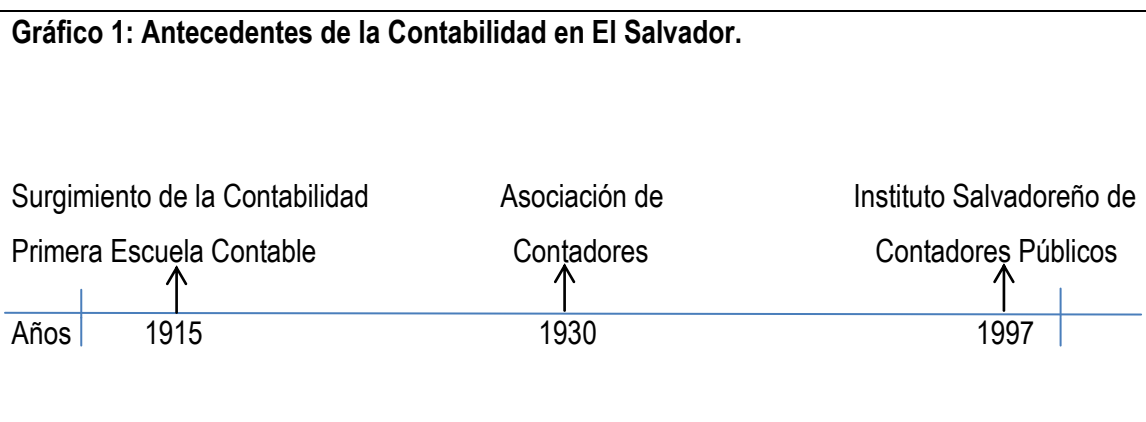 Gráfico 1: Antecedentes de la Contabilidad en El Salvador.
Surgimiento de la Contabilidad
Primera Escuela Contable
Asociación de
Contadores
Instituto Salvadoreño de
Contadores Públicos
Años
1915
1930
1997